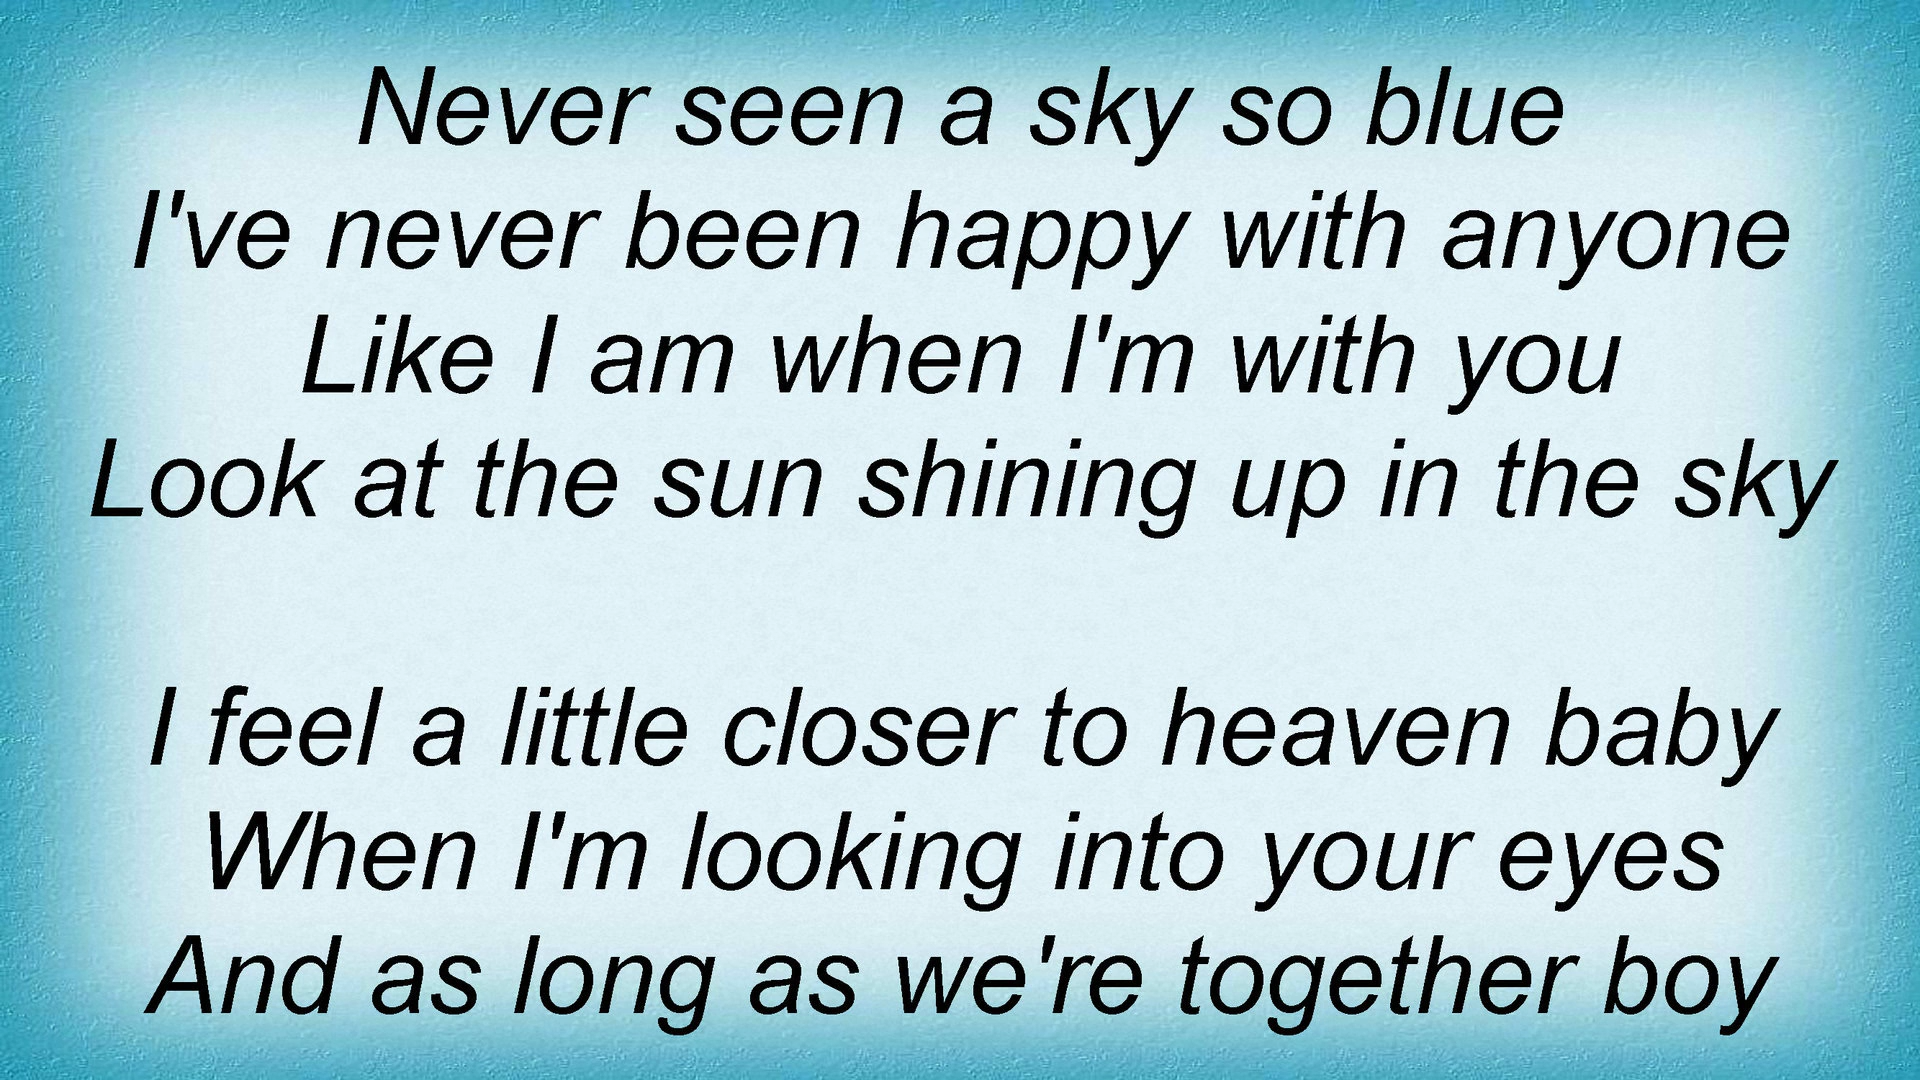 Never seen a sky so blue
I've never been happy with anyone
Like I am when I'm with you
Look at the sun shining up in the sky
I feel a little closer to heaven baby
When I'm looking into your eyes
And as long as we're together boy